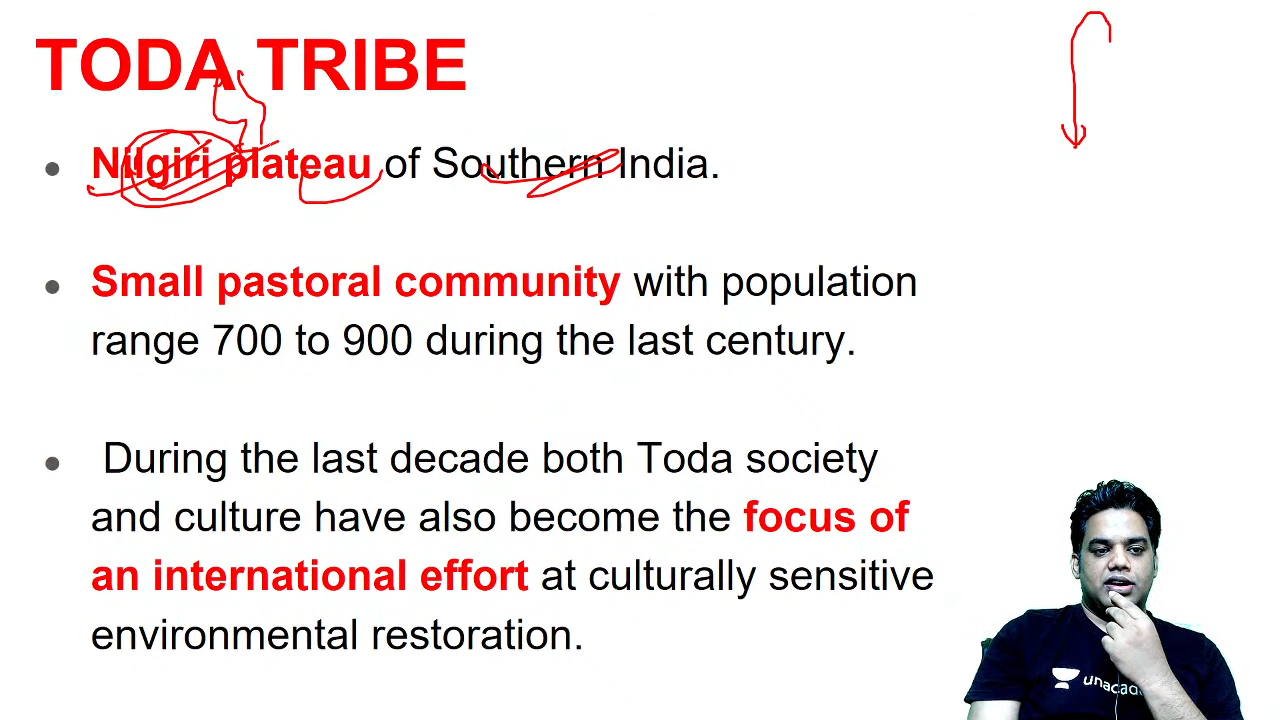 TODA TRIBE
● Nilgiri plateau of Southern India.
● Small pastoral community with population
range 700 to 900 during the last century.
● During the last decade both Toda society
and culture have also become the focus of
an international effort at culturally sensitive
environmental restoration.
unacade